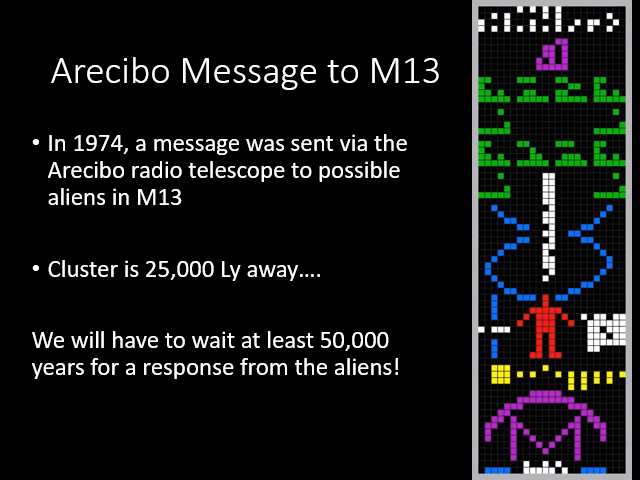 Arecibo Message to M13
• In 1974, a message was sent via the
Arecibo radio telescope to possible
aliens in M13
• Cluster is 25,000 Ly away....
We will have to wait at least 50,000
years for a response from the aliens!